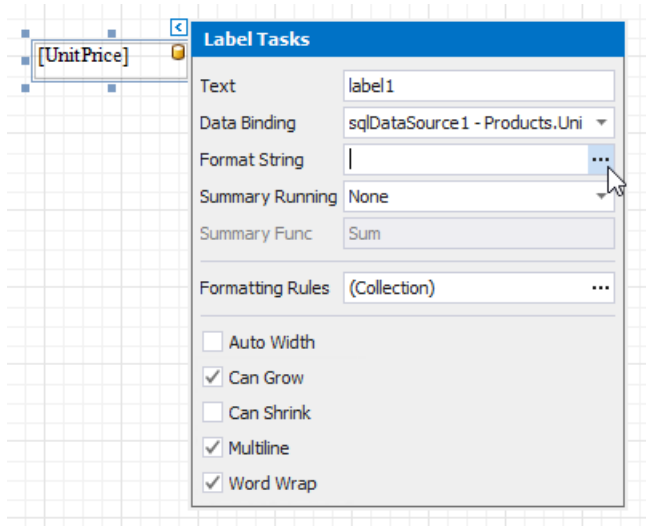 [UnitPrice]
Label Tasks
Text label1
Data Binding sqlDataSource1 - Products.Uni
Format String
Summary Running None
Summary Func Sum
Formatting Rules (Collection)
Auto Width
Can Grow
Can Shrink
Multiline
Word Wrap